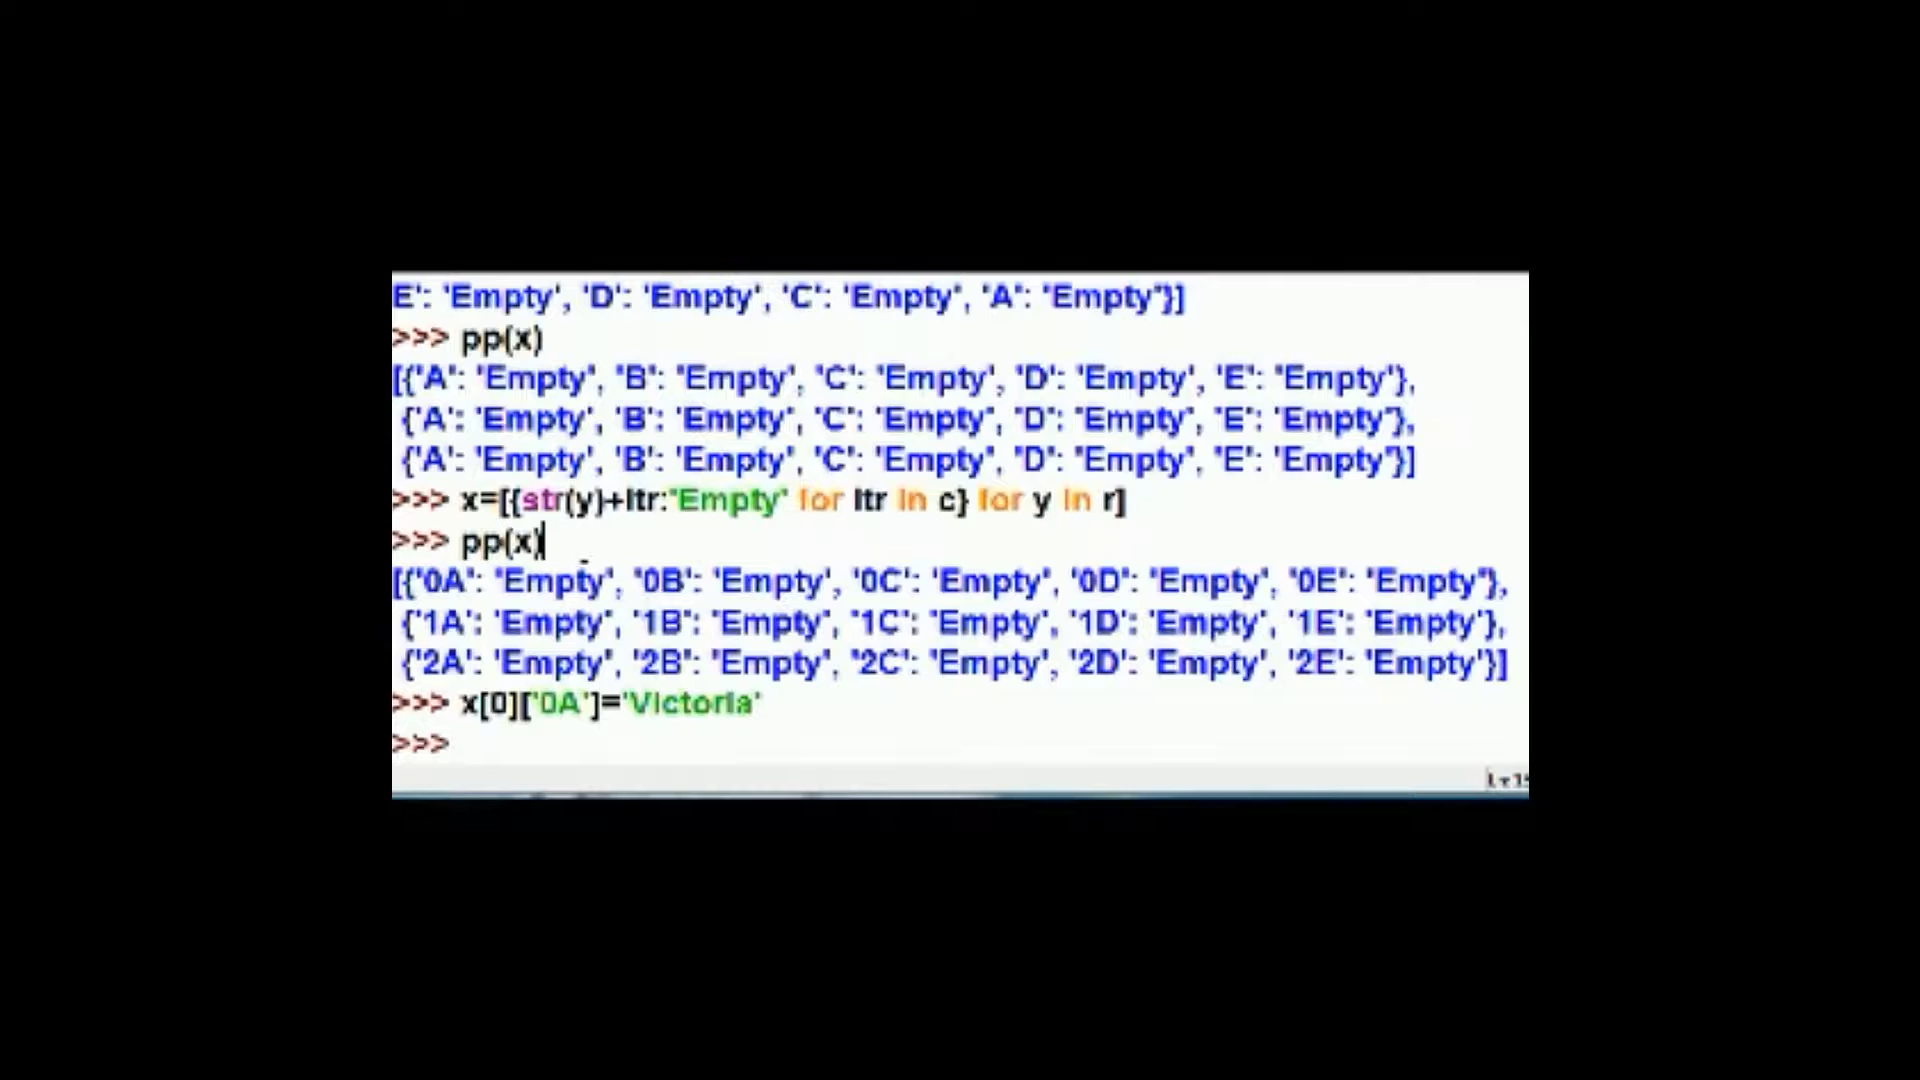 E': 'Empty', 'D': 'Empty', 'C': 'Empty', 'A': 'Empty'}]
>>> pp(x)
[{'A': 'Empty', 'B': 'Empty', 'C': 'Empty', 'D': 'Empty', 'E': 'Empty'},
{'A': 'Empty', 'B': 'Empty', 'C': 'Empty', 'D': 'Empty', 'E': 'Empty'},
{'A': 'Empty', 'B': 'Empty', 'C': 'Empty', 'D': 'Empty', 'E': 'Empty'}]
>>> x=[{str(y)+ltr:"Empty" for ltr in c} for y in r]
>>> pp(x)
[{'0A': 'Empty', '0B': 'Empty', '0C': 'Empty', '0D': 'Empty', '0E': 'Empty'},
{'1A': 'Empty', '1B': 'Empty', '1C': 'Empty', '1D': 'Empty', '1E': 'Empty'},
{'2A': 'Empty', '2B': 'Empty', '2C': 'Empty', '2D': 'Empty', '2E': 'Empty'}]
>>> x[0]['0A']='Victoria'
>>>